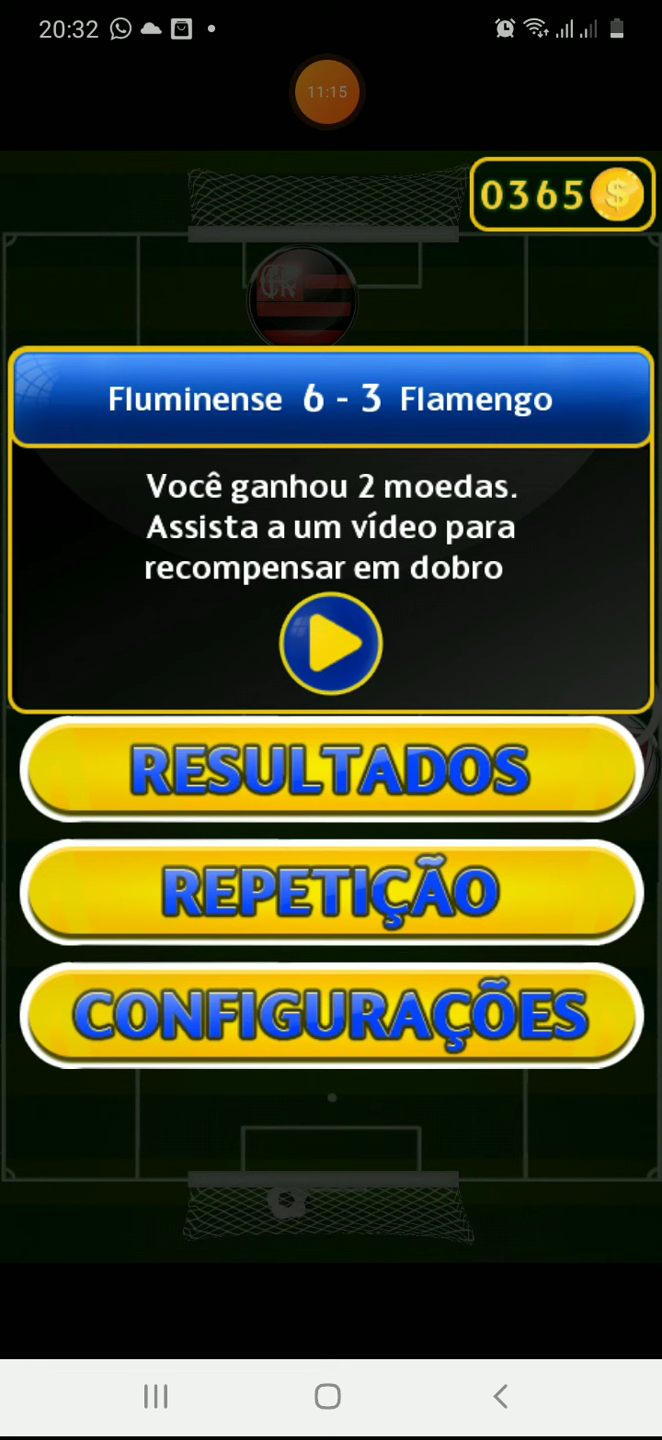 20:32
11:15
0365
Fluminense 6 - 3 Flamengo
Você ganhou 2 moedas.
Assista a um vídeo para
recompensar em dobro
RESULTADOS
REPETIÇÃO
CONFIGURAÇÕES